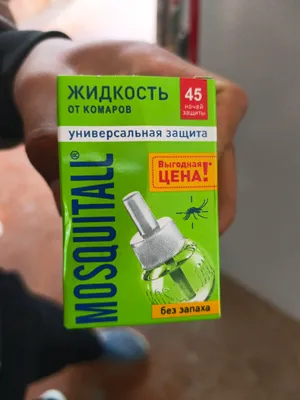 ЖИДКОСТЬ
ОТ КОМАРОВ
45
ночей
защиты
универсальная защита
Выгодная
ЦЕНА!
MOSQUITALL®
без запаха